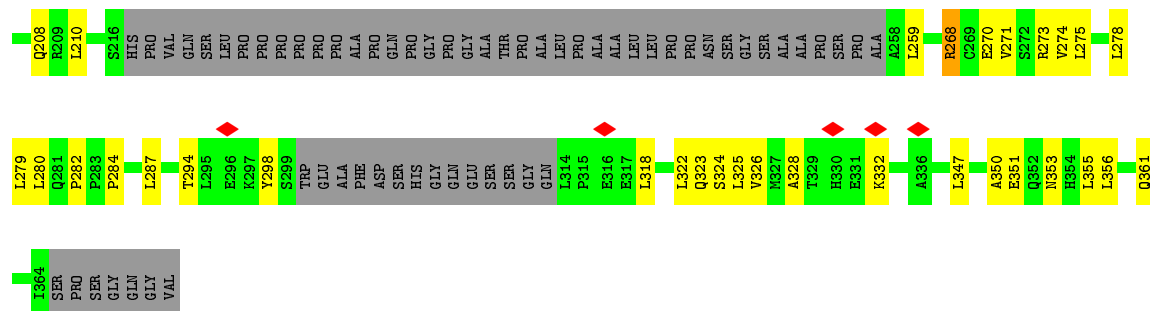 Q208 R209 L210 S216 HIS PRO VAL GLN SER LEU PRO PRO PRO PRO PRO PRO ALA PRO GLN PRO GLY PRO GLY ALA THR PRO ALA LEU PRO ALA ALA LEU LEU PRO PRO ASN SER GLY SER ALA ALA PRO SER PRO ALA A258 L259 R268 C269 E270 V271 S272 R273 V274 L275 L278
L279 L280 Q281 P282 P283 P284 L287 T294 L295 E296 K297 Y298 S299 TRP GLU ALA PHE ASP SER HIS GLY GLN GLU SER SER GLY GLN L314 P315 E316 E317 L318 L322 Q323 S324 L325 V326 M327 A328 T329 H330 E331 K332 A336 L347 A350 E351 Q352 N353 H354 L355 L356 Q361
I364 SER PRO SER GLY GLN GLY VAL